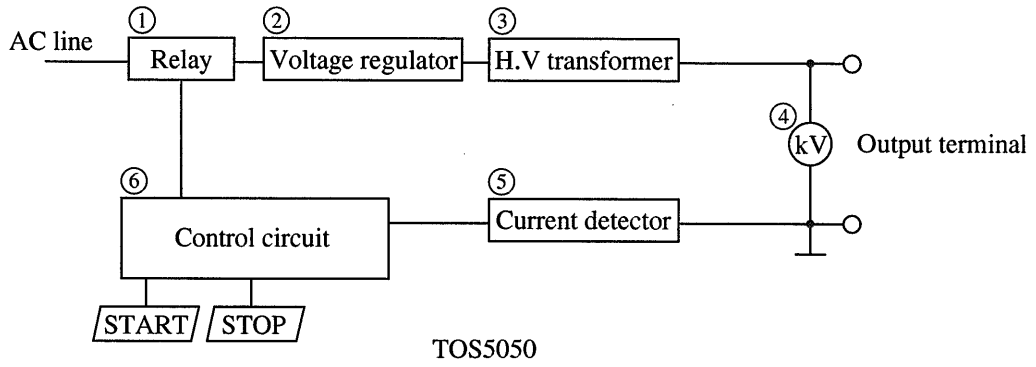 ① ② ③
AC line Relay Voltage regulator H.V transformer
④
kV Output terminal
⑥ ⑤
Control circuit Current detector
START STOP
TOS5050